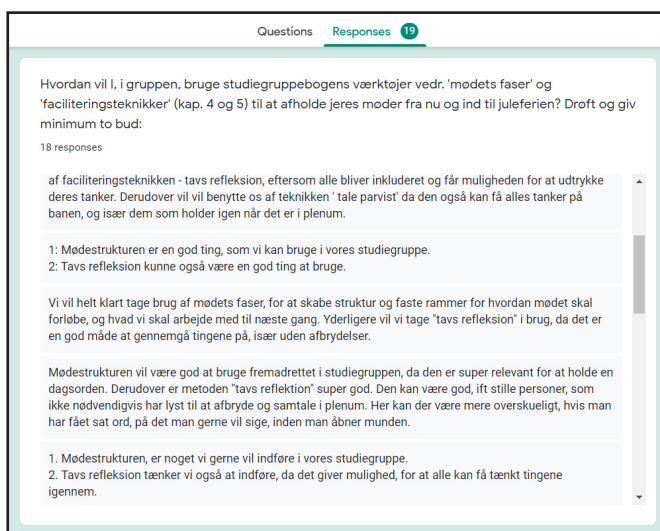 Questions Responses 19
Hvordan vil I, i gruppen, bruge studiegruppebogens værktøjer vedr. 'mødets faser' og
'faciliteringsteknikker' (kap. 4 og 5) til at afholde jeres møder fra nu og ind til juleferien? Drøft og giv
minimum to bud:
18 responses
af faciliteringsteknikken - tavs refleksion, eftersom alle bliver inkluderet og får muligheden for at udtrykke
deres tanker. Derudover vil vil benytte os af teknikken ' tale parvist' da den også kan få alles tanker på
banen, og især dem som holder igen når det er i plenum.
1: Mødestrukturen er en god ting, som vi kan bruge i vores studiegruppe.
2: Tavs refleksion kunne også være en god ting at bruge.
Vi vil helt klart tage brug af mødets faser, for at skabe struktur og faste rammer for hvordan mødet skal
forløbe, og hvad vi skal arbejde med til næste gang. Yderligere vil vi tage "tavs refleksion" i brug, da det er
en god måde at gennemgå tingene på, især uden afbrydelser.
Mødestrukturen vil være god at bruge fremadrettet i studiegruppen, da den er super relevant for at holde en
dagsorden. Derudover er metoden "tavs reflektion" super god. Den kan være god, ift stille personer, som
ikke nødvendigvis har lyst til at afbryde og samtale i plenum. Her kan der være mere overskueligt, hvis man
har fået sat ord, på det man gerne vil sige, inden man åbner munden.
1. Mødestrukturen, er noget vi gerne vil indføre i vores studiegruppe.
2. Tavs refleksion tænker vi også at indføre, da det giver mulighed, for at alle kan få tænkt tingene
igennem.